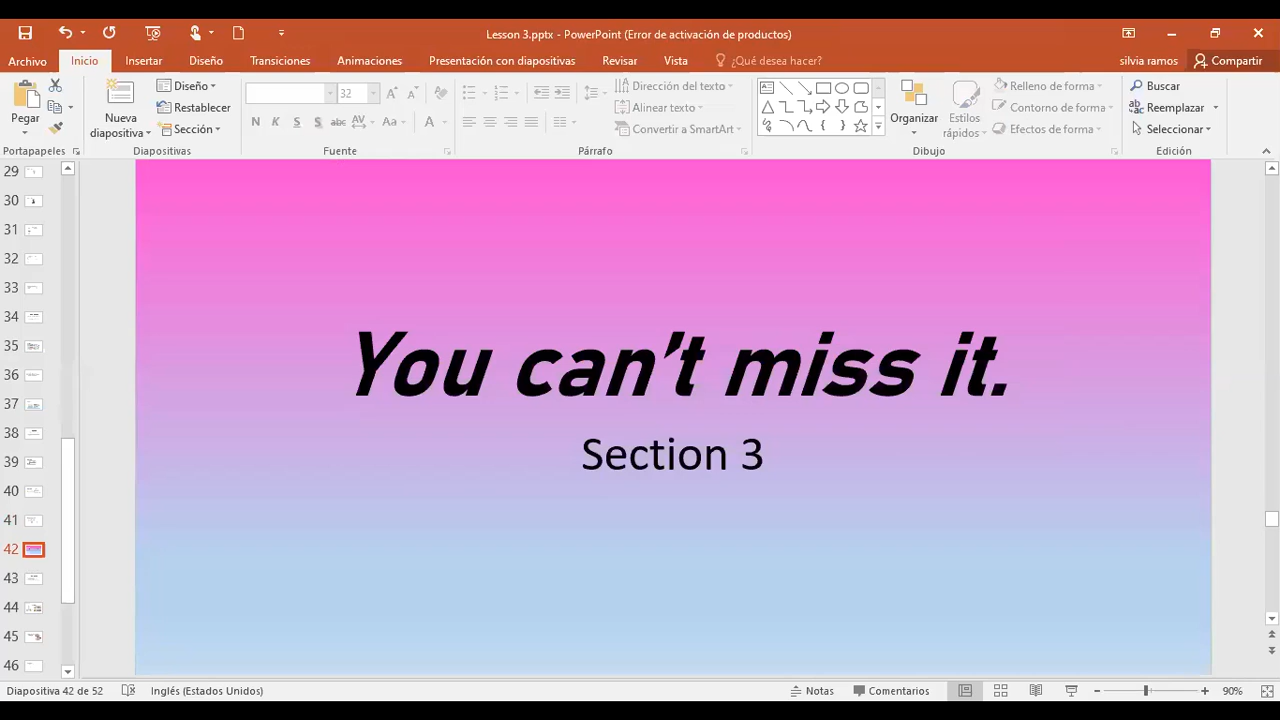 Lesson 3.pptx - PowerPoint (Error de activación de productos)
Archivo Inicio Insertar Diseño Transiciones Animaciones Presentación con diapositivas Revisar Vista ¿Qué desea hacer? silvia ramos Compartir
Pegar
Nueva diapositiva
Diseño
Restablecer
Sección
32
N K S S abc AV Aa A
Dirección del texto
Alinear texto
Convertir a SmartArt
Organizar
Estilos rápidos
Relleno de forma
Contorno de forma
Efectos de forma
Buscar
Reemplazar
Seleccionar
Portapapeles Diapositivas Fuente Párrafo Dibujo Edición
29
30
31
32
33
34
35
36
37
38
39
40
41
42
43
44
45
46
You can't miss it.
Section 3
Diapositiva 42 de 52 Inglés (Estados Unidos) Notas Comentarios 90%